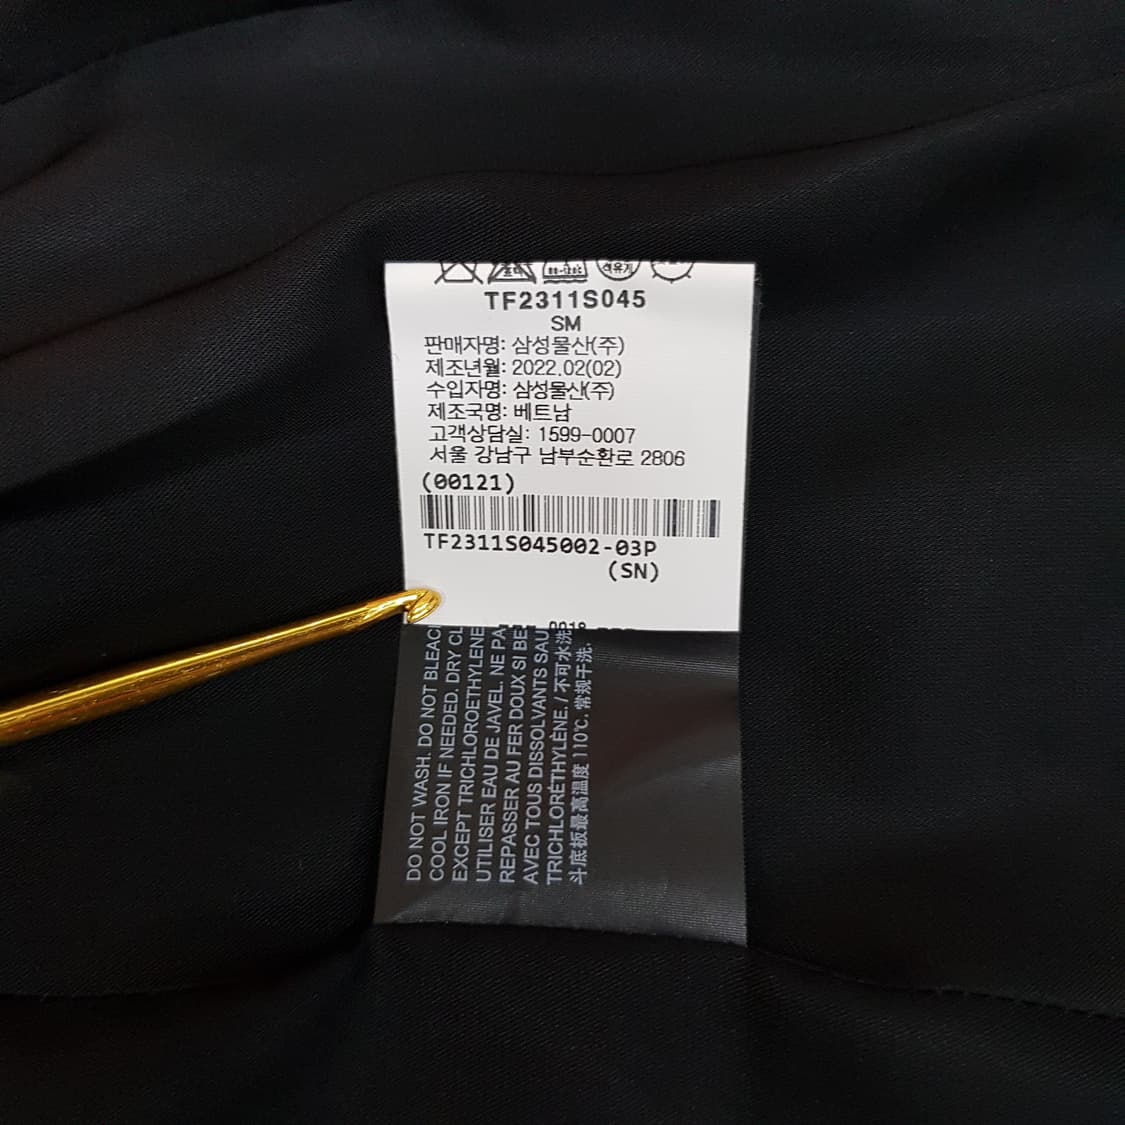 석유계
TF2311S045
SM
판매자명: 삼성물산(주)
제조년월: 2022.02(02)
수입자명: 삼성물산(주)
제조국명: 베트남
고객상담실: 1599-0007
서울 강남구 남부순환로 2806
(00121)
TF2311S045002-03P
(SN)
DO NOT WASH. DO NOT BLEAC
COOL IRON IF NEEDED. DRY CL
EXCEPT TRICHLOROETHYLENE
UTILISER EAU DE JAVEL. NE PA
REPASSER AU FER DOUX SI BE
AVEC TOUS DISSOLVANTS SAU
TRICHLORÉTHYLÈNE. / 不可水洗
斗底板最高温度 110℃. 常规干洗.